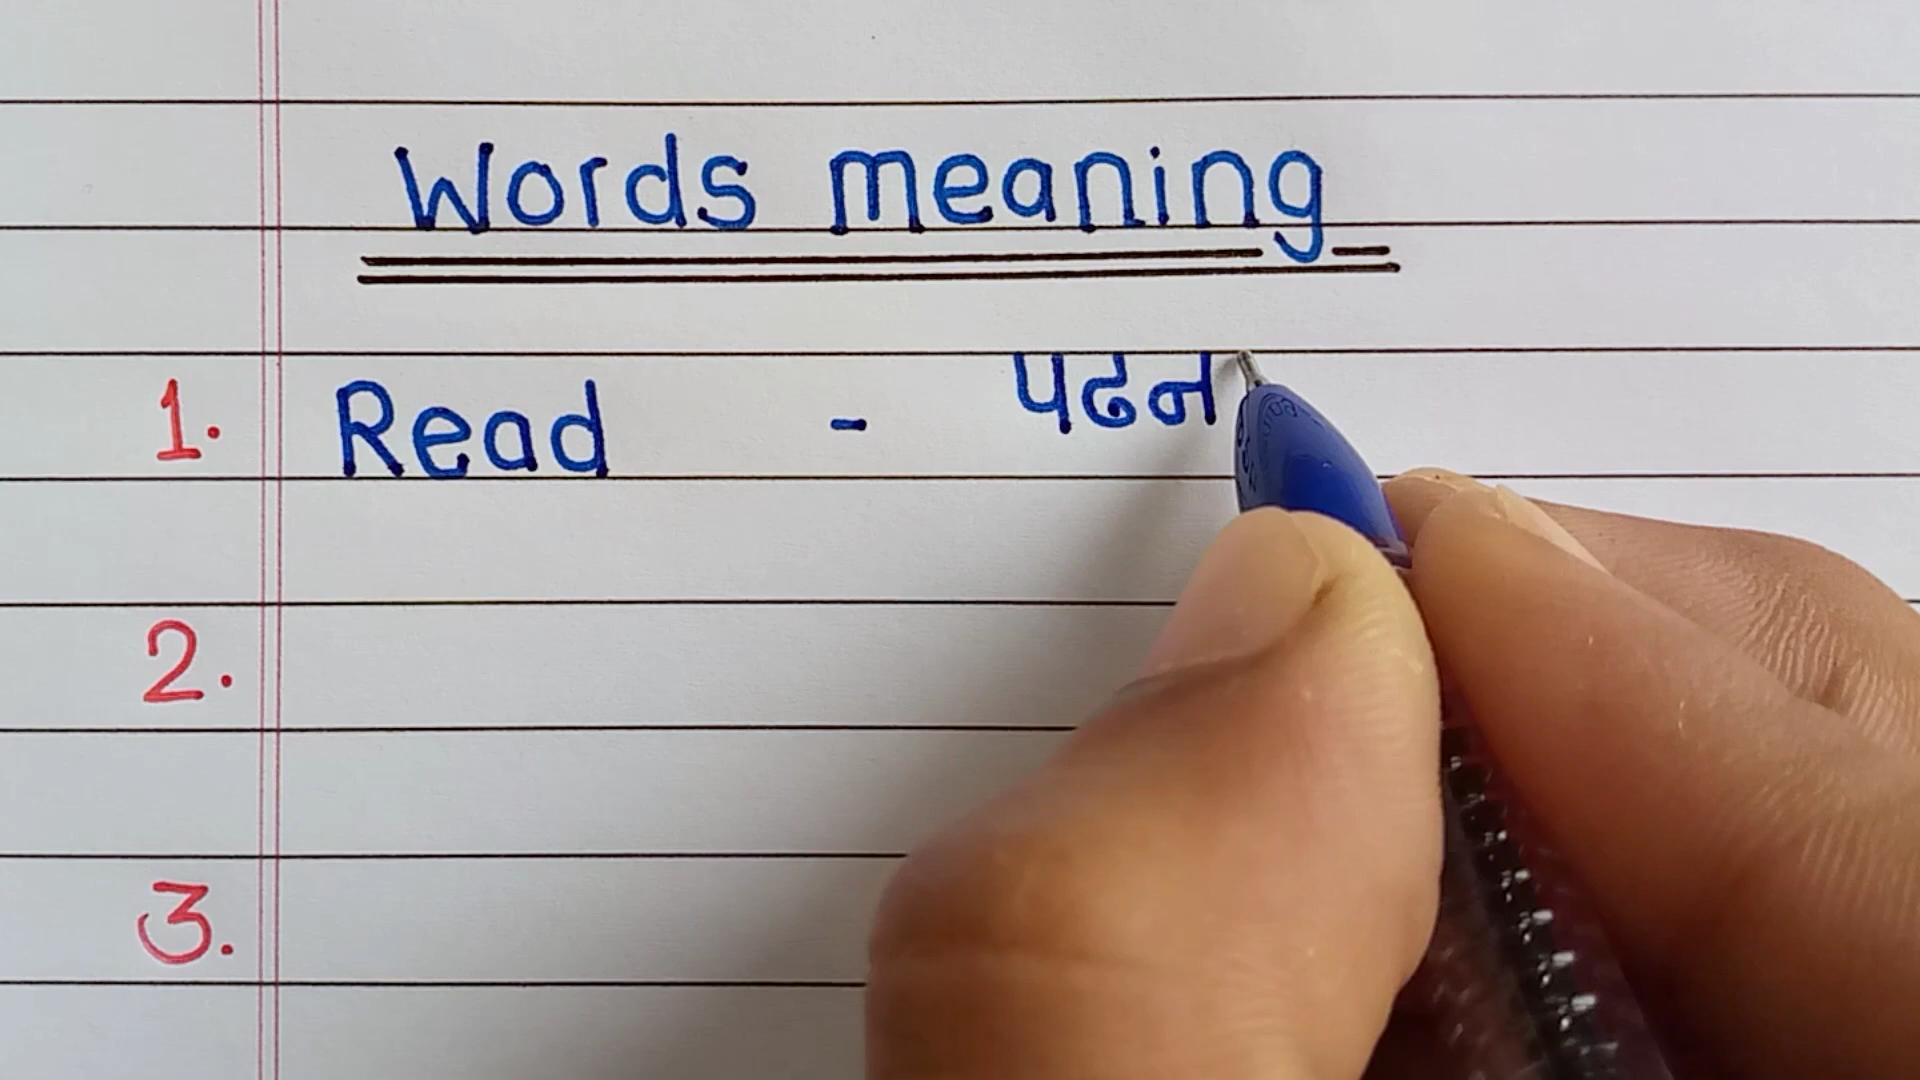 Words meaning
1. Read - पढन
2.
3.